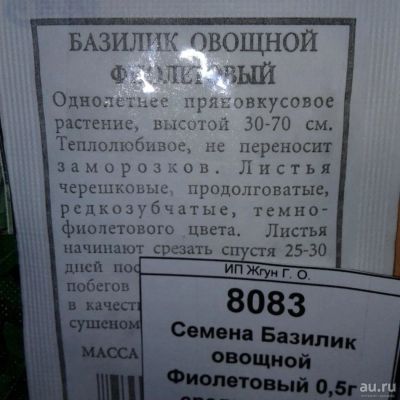 БАЗИЛИК ОВОЩНОЙ
ФИОЛЕТОВЫЙ
Однолетнее пряновкусовое
растение, высотой 30-70 см.
Теплолюбивое, не переносит
заморозков. Листья
черешковые, продолговатые,
редкозубчатые, темно-
фиолетового цвета. Листья
начинают срезать спустя 25-30
дней
побегов
в
сушеном
МАССА
ИП Жгун Г. О.
8083
Семена Базилик
овощной
Фиолетовый 0,5г
au.ru